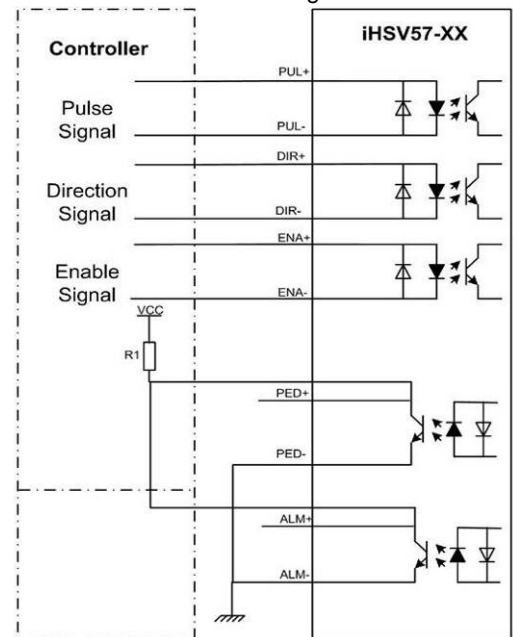 Controller
iHSV57-XX
PUL+
Pulse
Signal
PUL-
DIR+
Direction
Signal
DIR-
ENA+
Enable
Signal
ENA-
VCC
R1
PED+
PED-
ALM+
ALM-